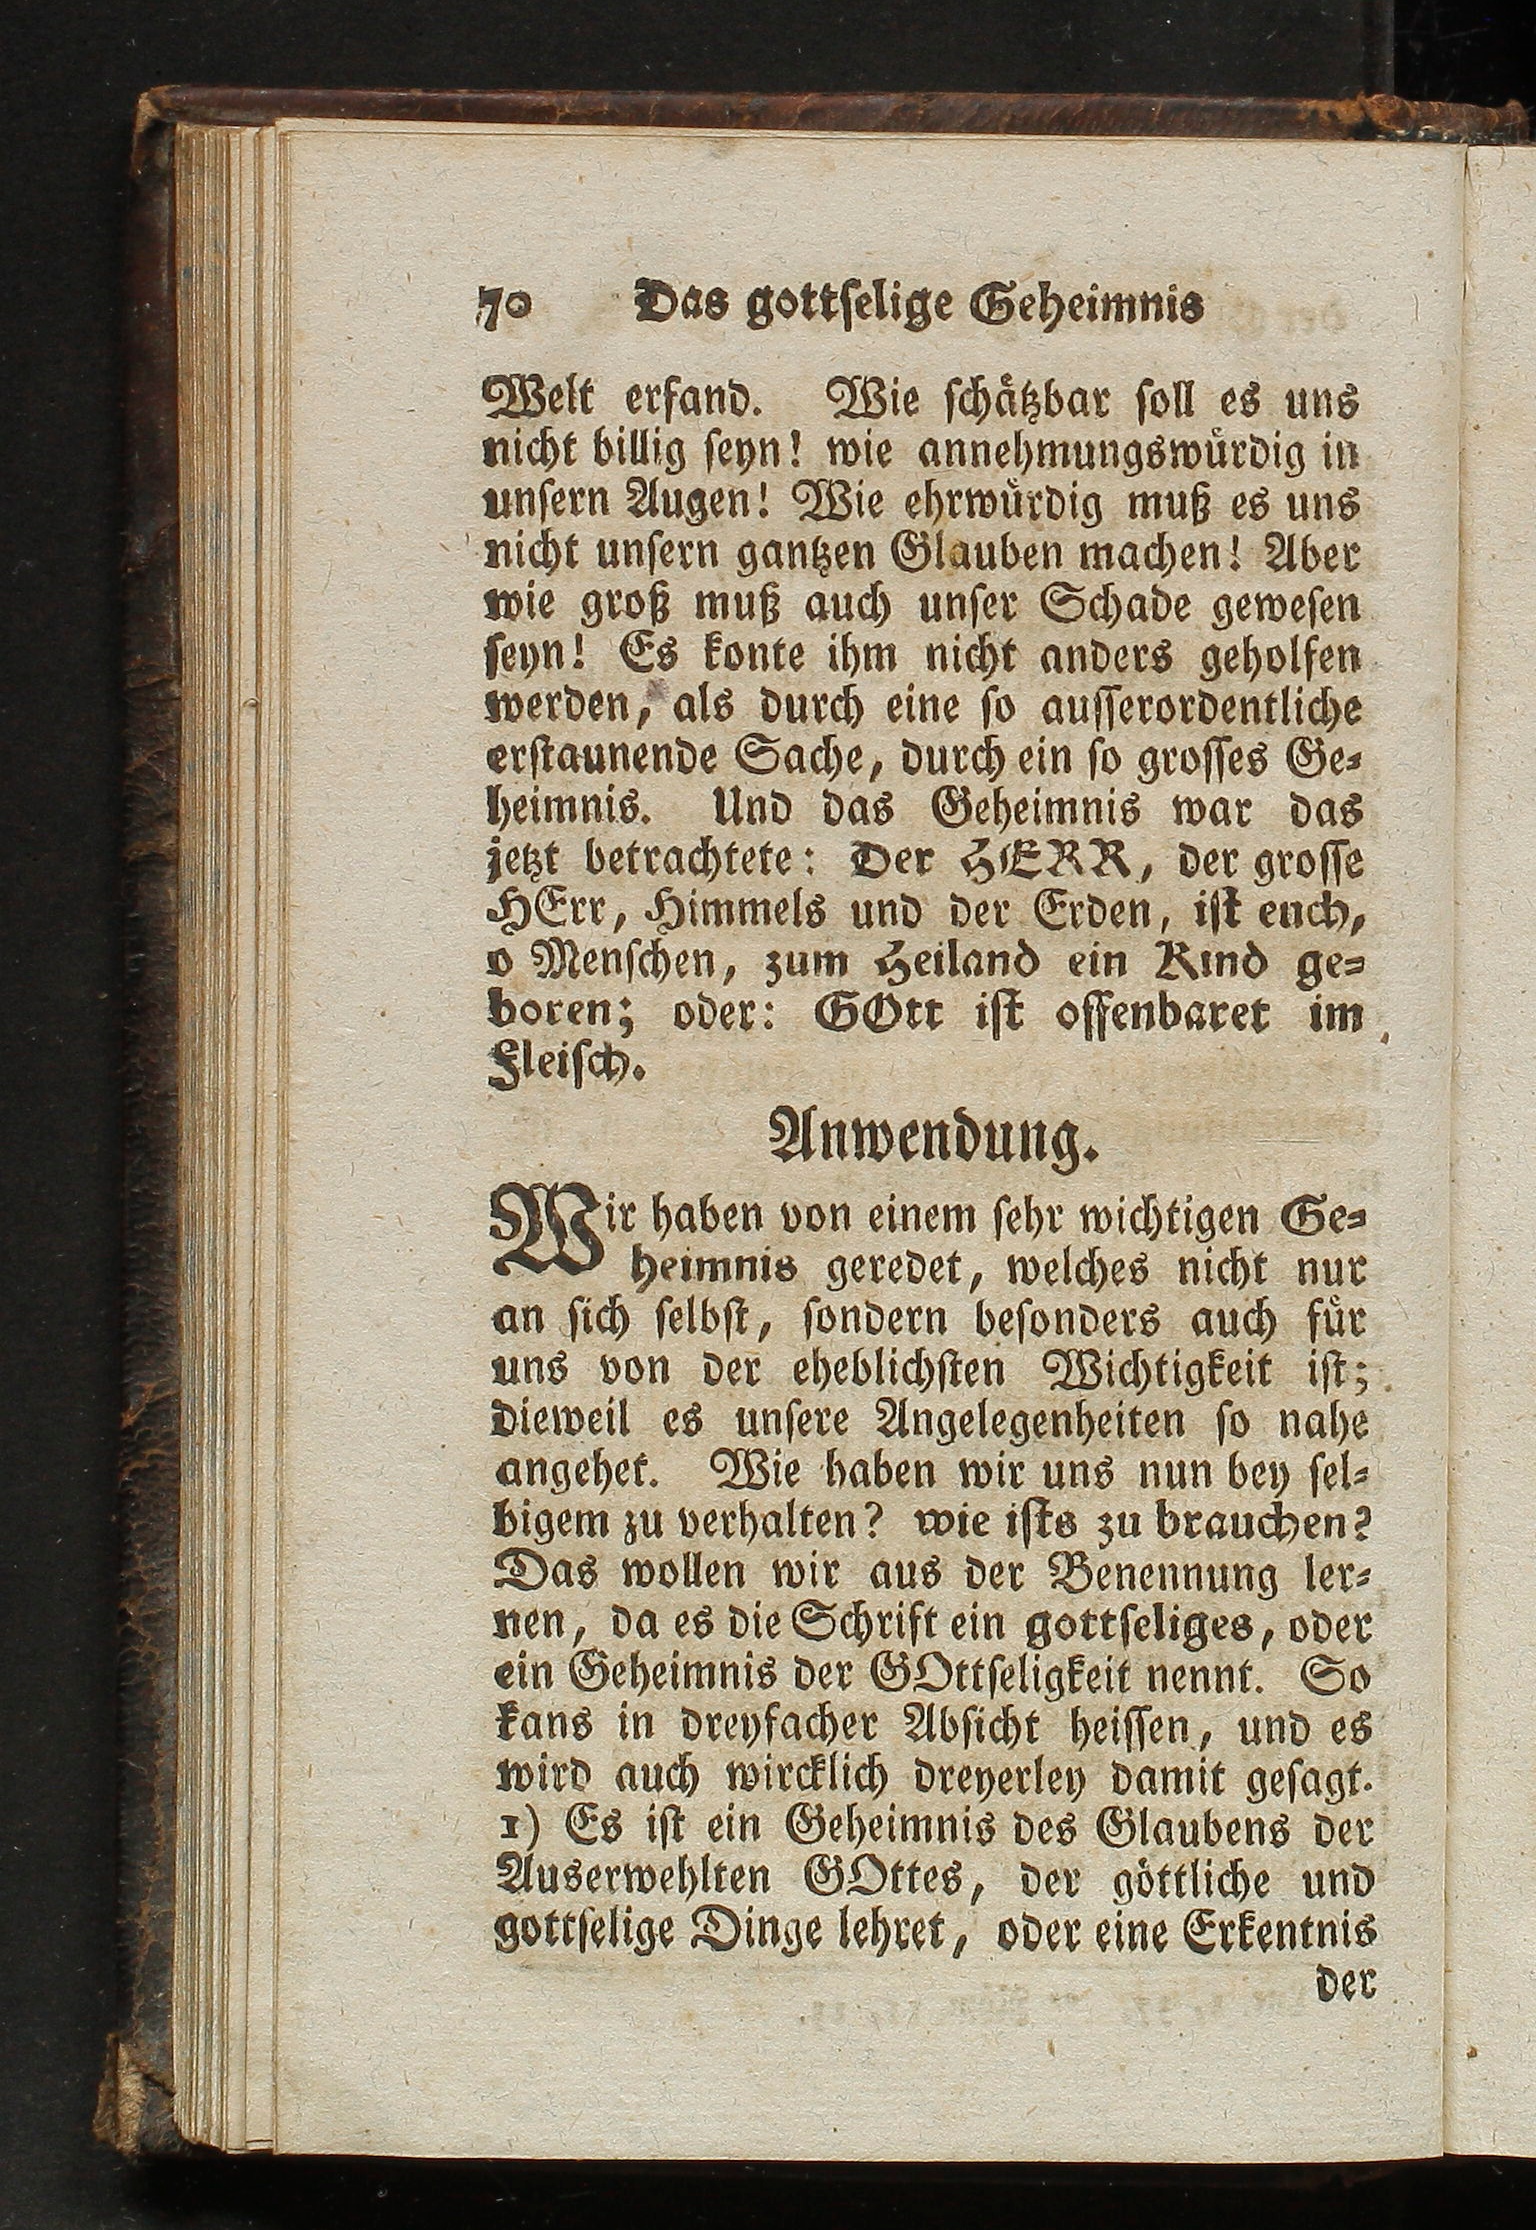 70 Das gottſelige Geheimnis
Welt erfand. Wie ſchaͤtzbar ſoll es uns
nicht billig ſeyn! wie annehmungswuͤrdig in
unſern Augen! Wie ehrwuͤrdig muß es uns
nicht unſern gantzen Glauben machen! Aber
wie groß muß auch unſer Schade geweſen
ſeyn! Es konte ihm nicht anders geholfen
werden, als durch eine ſo auſſerordentliche
erſtaunende Sache, durch ein ſo groſſes Ge⸗
heimnis. Und das Geheimnis war das
jetzt betrachtete: Der HERR, der groſſe
HErr, Himmels und der Erden, iſt euch,
o Menſchen, zum Heiland ein Kind ge⸗
boren; oder: GOtt iſt offenbaret im
Fleiſch.
Anwendung.
Wir haben von einem ſehr wichtigen Ge⸗
heimnis geredet, welches nicht nur
an ſich ſelbſt, ſondern beſonders auch fuͤr
uns von der eheblichſten Wichtigkeit iſt;
dieweil es unſere Angelegenheiten ſo nahe
angehet. Wie haben wir uns nun bey ſel⸗
bigem zu verhalten? wie iſts zu brauchen?
Das wollen wir aus der Benennung ler⸗
nen, da es die Schrift ein gottſeliges, oder
ein Geheimnis der GOttſeligkeit nennt. So
kans in dreyfacher Abſicht heiſſen, und es
wird auch wircklich dreyerley damit geſagt.
1) Es iſt ein Geheimnis des Glaubens der
Auserwehlten GOttes, der goͤttliche und
gottſelige Dinge lehret, oder eine Erkentnis
der